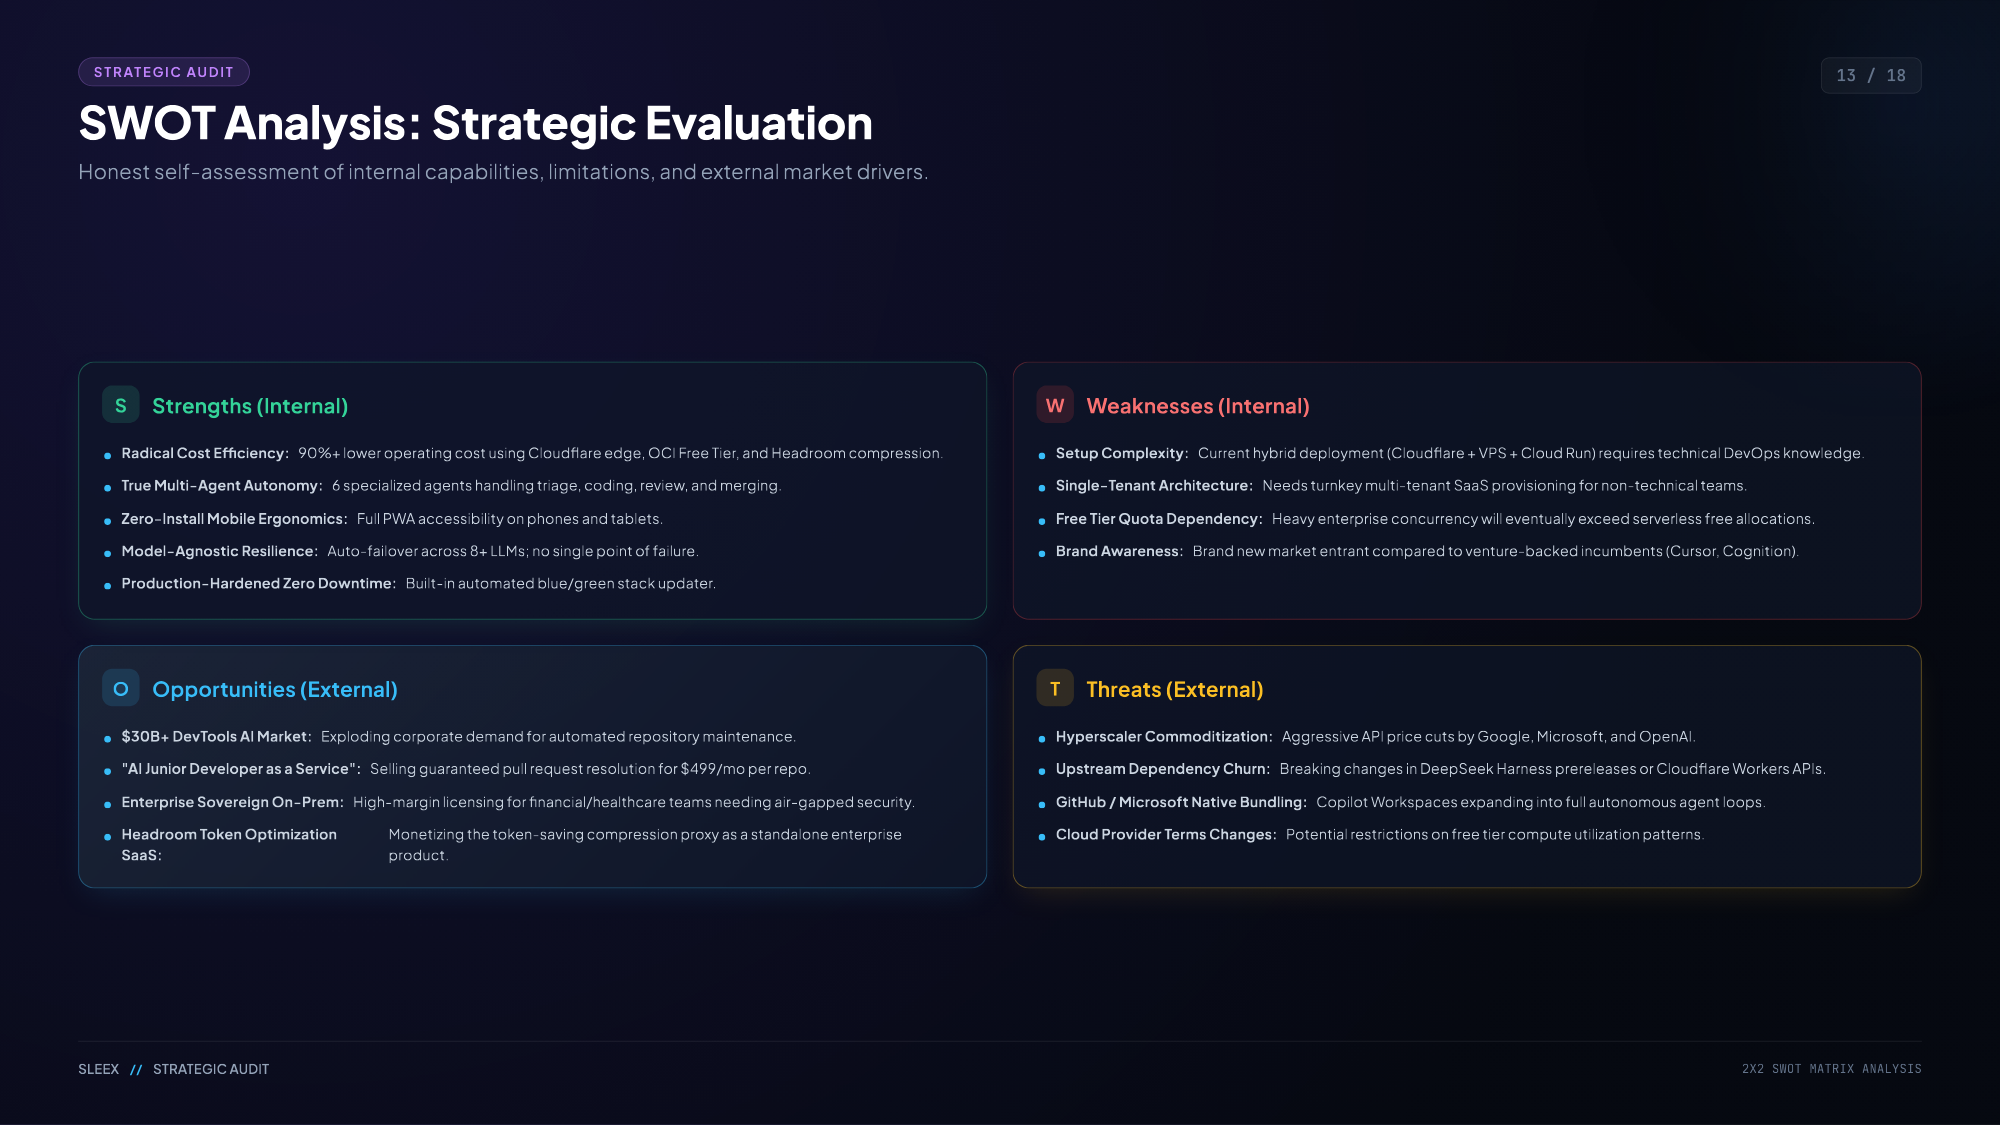 STRATEGIC AUDIT
13 / 18
SWOT Analysis: Strategic Evaluation
Honest self-assessment of internal capabilities, limitations, and external market drivers.
S Strengths (Internal)
Radical Cost Efficiency: 90%+ lower operating cost using Cloudflare edge, OCI Free Tier, and Headroom compression.
True Multi-Agent Autonomy: 6 specialized agents handling triage, coding, review, and merging.
Zero-Install Mobile Ergonomics: Full PWA accessibility on phones and tablets.
Model-Agnostic Resilience: Auto-failover across 8+ LLMs; no single point of failure.
Production-Hardened Zero Downtime: Built-in automated blue/green stack updater.
W Weaknesses (Internal)
Setup Complexity: Current hybrid deployment (Cloudflare + VPS + Cloud Run) requires technical DevOps knowledge.
Single-Tenant Architecture: Needs turnkey multi-tenant SaaS provisioning for non-technical teams.
Free Tier Quota Dependency: Heavy enterprise concurrency will eventually exceed serverless free allocations.
Brand Awareness: Brand new market entrant compared to venture-backed incumbents (Cursor, Cognition).
O Opportunities (External)
$30B+ DevTools AI Market: Exploding corporate demand for automated repository maintenance.
"AI Junior Developer as a Service": Selling guaranteed pull request resolution for $499/mo per repo.
Enterprise Sovereign On-Prem: High-margin licensing for financial/healthcare teams needing air-gapped security.
Headroom Token Optimization SaaS: Monetizing the token-saving compression proxy as a standalone enterprise product.
T Threats (External)
Hyperscaler Commoditization: Aggressive API price cuts by Google, Microsoft, and OpenAI.
Upstream Dependency Churn: Breaking changes in DeepSeek Harness prereleases or Cloudflare Workers APIs.
GitHub / Microsoft Native Bundling: Copilot Workspaces expanding into full autonomous agent loops.
Cloud Provider Terms Changes: Potential restrictions on free tier compute utilization patterns.
SLEEX // STRATEGIC AUDIT
2X2 SWOT MATRIX ANALYSIS